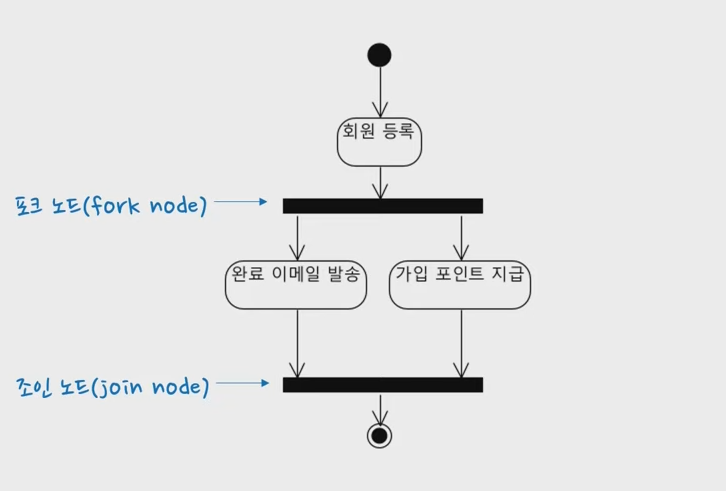 회원 등록
포크 노드(fork node)
완료 이메일 발송
가입 포인트 지급
조인 노드(join node)